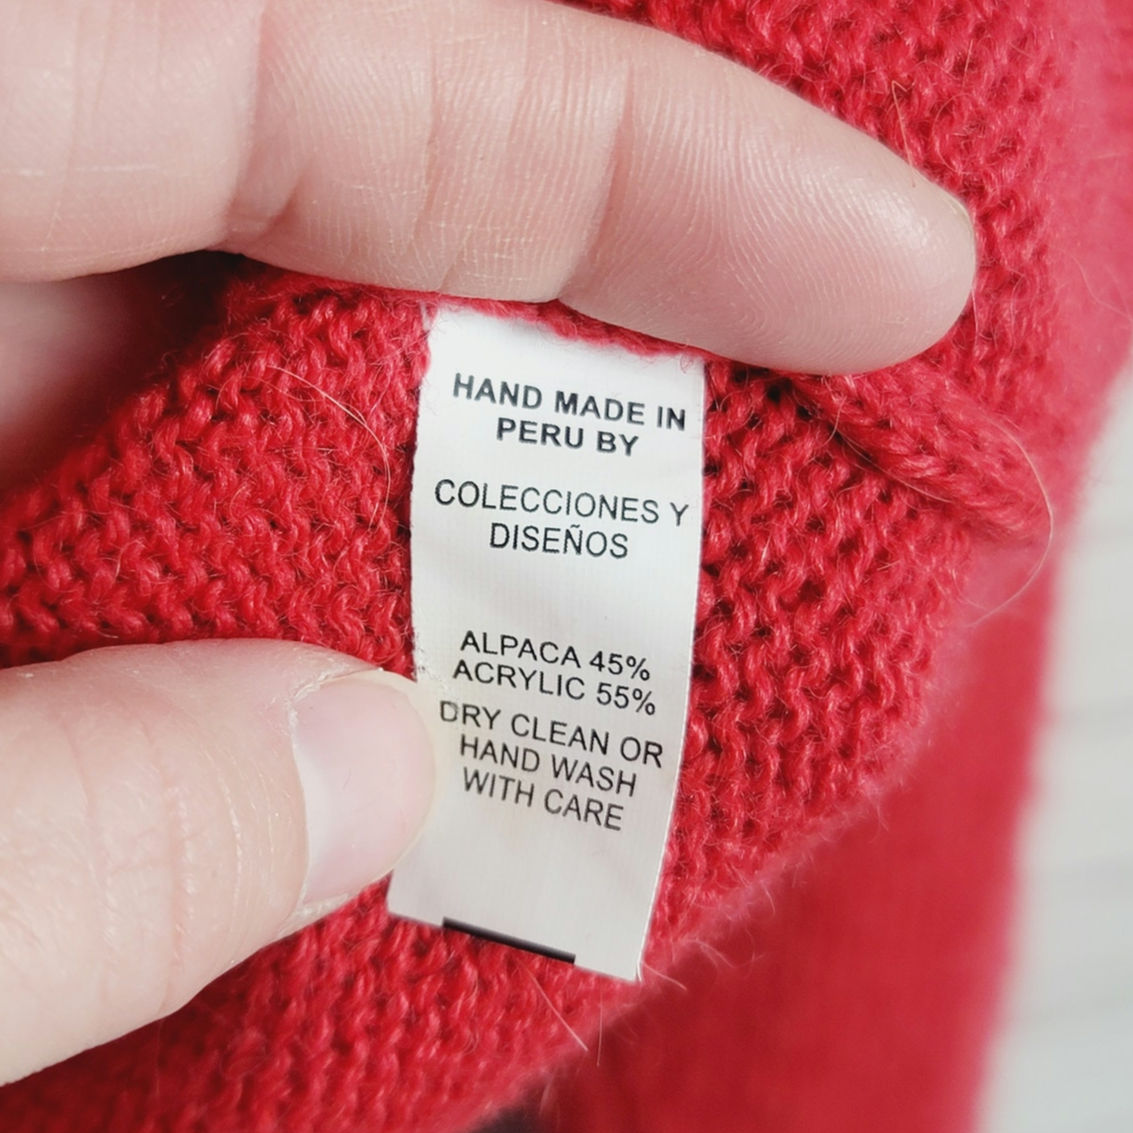 HAND MADE IN
PERU BY
COLECCIONES Y
DISEÑOS
ALPACA 45%
ACRYLIC 55%
DRY CLEAN OR
HAND WASH
WITH CARE